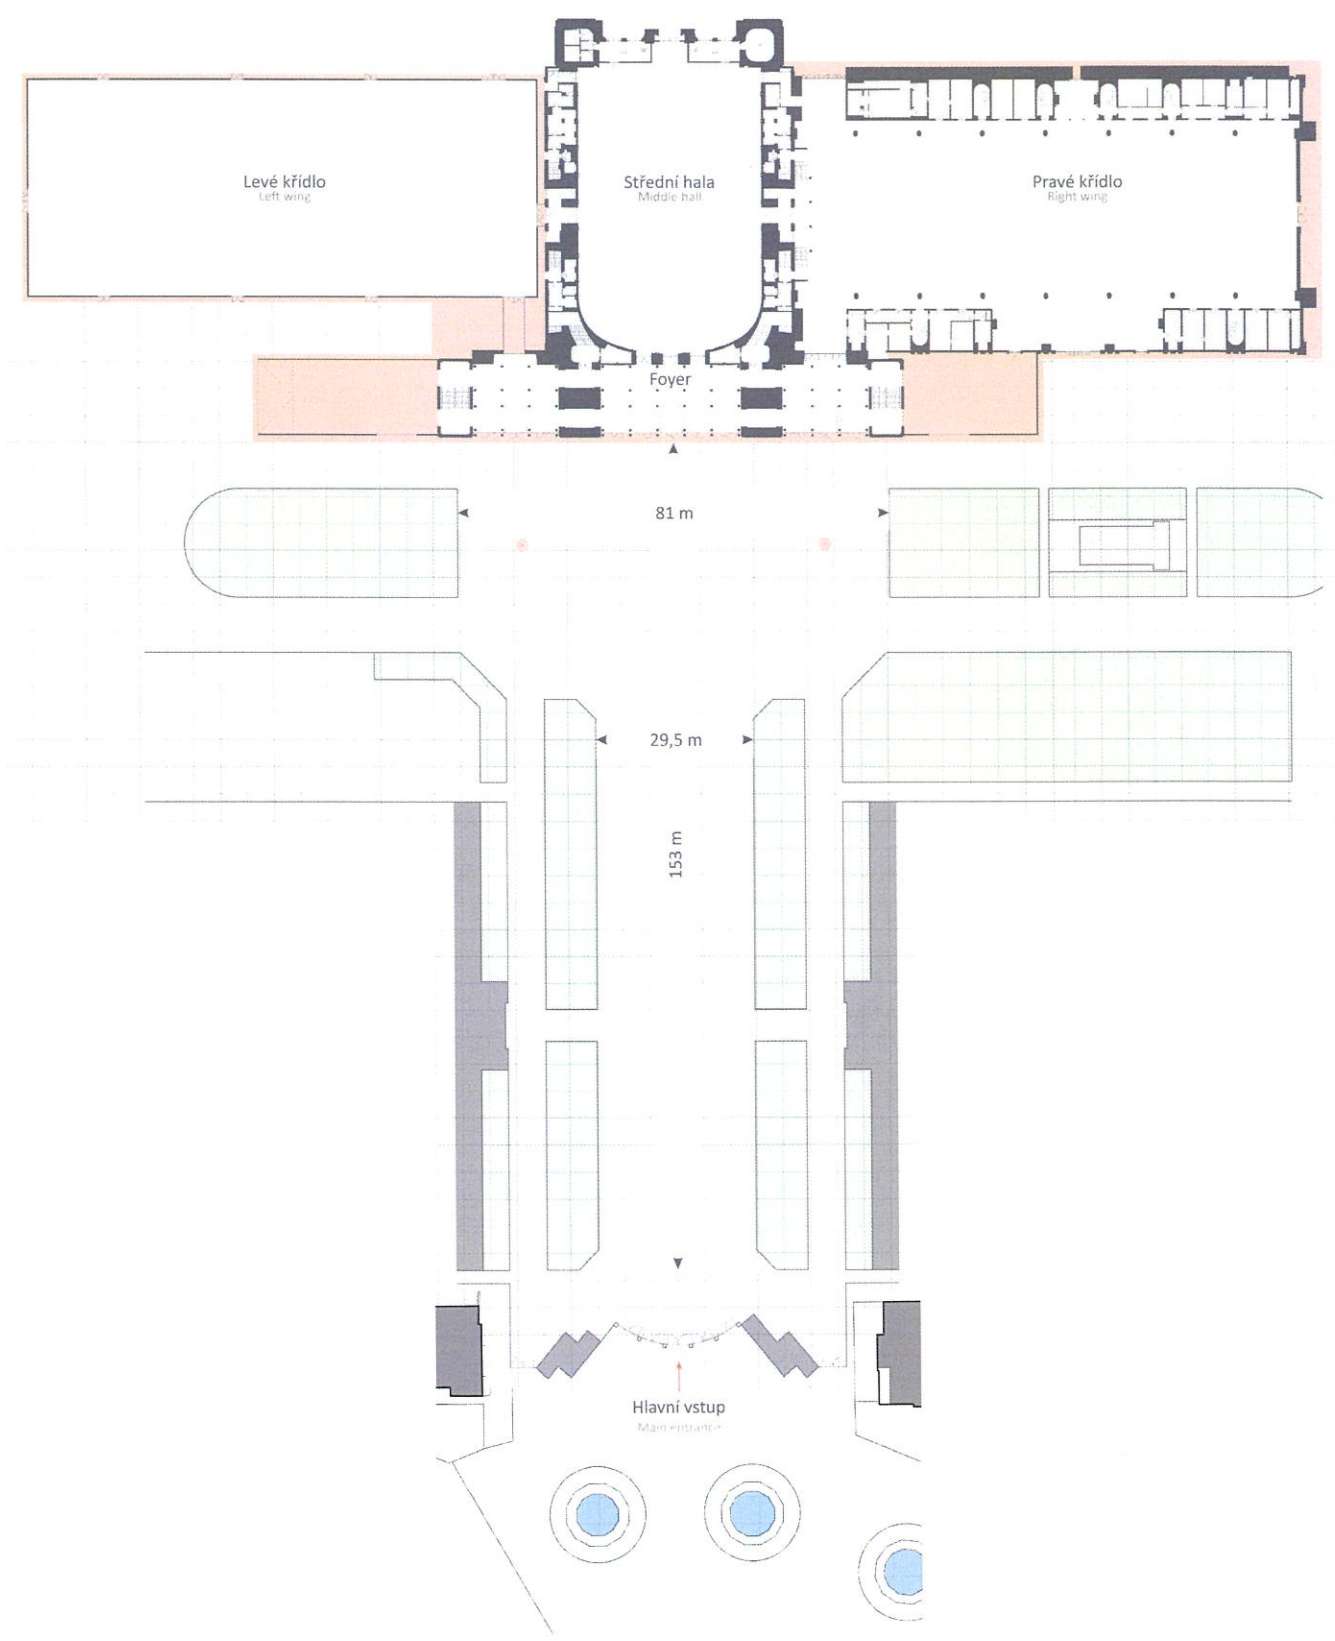 Levé křídlo
Left wing
Střední hala
Middle hall
Pravé křídlo
Right wing
Foyer
81 m
29,5 m
153 m
Hlavní vstup
Main entrance